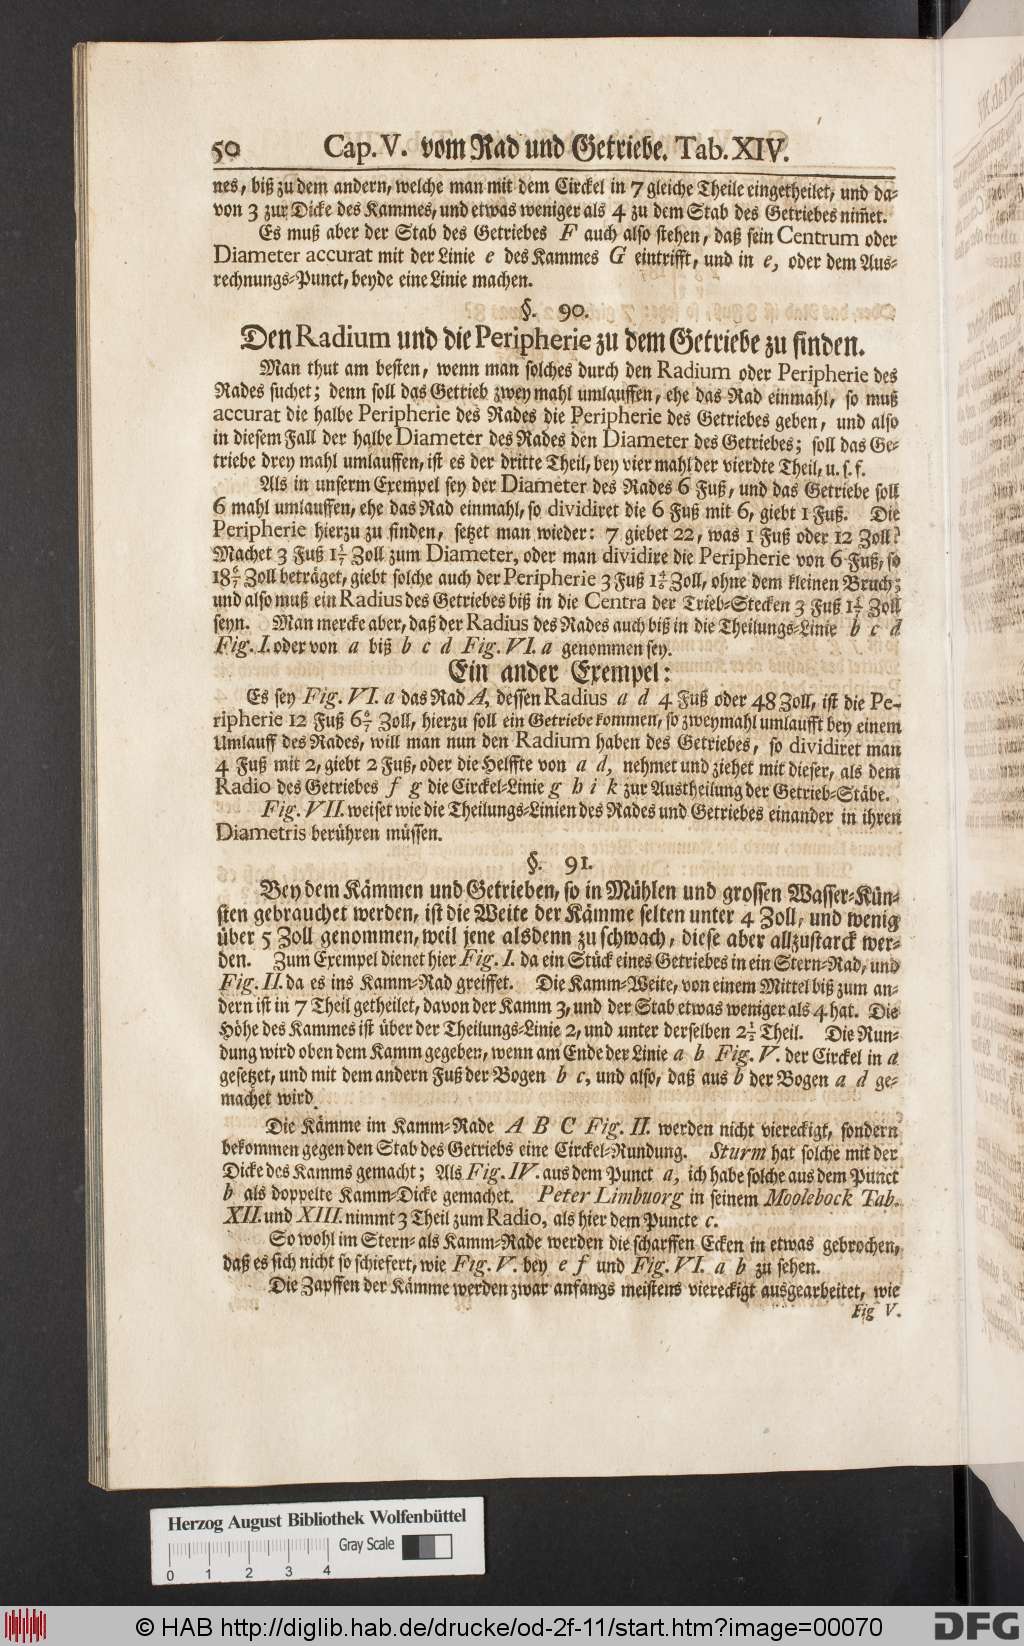 50 Cap. V. vom Rad und Getriebe. Tab. XIV.
nes, biß zu dem andern, welche man mit dem Circkel in 7 gleiche Theile eingetheilet, und da-
von 3 zur Dicke des Kammes, und etwas weniger als 4 zu dem Stab des Getriebes nim̃et.
Es muß aber der Stab des Getriebes F auch also stehen, daß sein Centrum oder
Diameter accurat mit der Linie e des Kammes G eintrifft, und in e, oder dem Aus-
rechnungs-Punct, beyde eine Linie machen.
§. 90.
Den Radium und die Peripherie zu dem Getriebe zu finden.
Man thut am besten, wenn man solches durch den Radium oder Peripherie des
Rades suchet; denn soll das Getrieb zwey mahl umlauffen, ehe das Rad einmahl, so muß
accurat die halbe Peripherie des Rades die Peripherie des Getriebes geben, und also
in diesem Fall der halbe Diameter des Rades den Diameter des Getriebes; soll das Ge-
triebe drey mahl umlauffen, ist es der dritte Theil, bey vier mahl der vierdte Theil, u. s. f.
Als in unserm Exempel sey der Diameter des Rades 6 Fuß, und das Getriebe soll
6 mahl umlauffen, ehe das Rad einmahl, so dividiret die 6 Fuß mit 6, giebt 1 Fuß. Die
Peripherie hierzu zu finden, setzet man wieder: 7 giebet 22, was 1 Fuß oder 12 Zoll?
Machet 3 Fuß 1 5/7 Zoll zum Diameter, oder man dividire die Peripherie von 6 Fuß, so
18 6/7 Zoll beträget, giebt solche auch der Peripherie 3 Fuß 1 4/6 Zoll, ohne dem kleinen Bruch;
und also muß ein Radius des Getriebes biß in die Centra der Trieb-Stecken 3 Fuß 1 5/7 Zoll
seyn. Man mercke aber, daß der Radius des Rades auch biß in die Theilungs-Linie b c d
Fig. I. oder von a biß b c d Fig. VI. a genommen sey.
Ein ander Exempel:
Es sey Fig. VI. a das Rad A, dessen Radius a d 4 Fuß oder 48 Zoll, ist die Pe-
ripherie 12 Fuß 6 6/7 Zoll, hierzu soll ein Getriebe kommen, so zweymahl umlaufft bey einem
Umlauff des Rades, will man nun den Radium haben des Getriebes, so dividiret man
4 Fuß mit 2, giebt 2 Fuß, oder die Helffte von a d, nehmet und ziehet mit dieser, als dem
Radio des Getriebes f g die Circkel-Linie g h i k zur Austheilung der Getrieb-Stäbe.
Fig. VII. weiset wie die Theilungs-Linien des Rades und Getriebes einander in ihren
Diametris berühren müssen.
§. 91.
Bey dem Kämmen und Getrieben, so in Mühlen und grossen Wasser-Kün-
sten gebrauchet werden, ist die Weite der Kämme selten unter 4 Zoll, und wenig
über 5 Zoll genommen, weil jene alsdenn zu schwach, diese aber allzustarck wer-
den. Zum Exempel dienet hier Fig. I. da ein Stück eines Getriebes in ein Stern-Rad, und
Fig. II. da es ins Kamm-Rad greiffet. Die Kamm-Weite, von einem Mittel biß zum an-
dern ist in 7 Theil getheilet, davon der Kamm 3, und der Stab etwas weniger als 4 hat. Die
Höhe des Kammes ist über der Theilungs-Linie 2, und unter derselben 2 1/2 Theil. Die Run-
dung wird oben dem Kamm gegeben, wenn am Ende der Linie a b Fig. V. der Circkel in a
gesetzet, und mit dem andern Fuß der Bogen b c, und also, daß aus b der Bogen a d ge-
machet wird.
Die Kämme im Kamm-Rade A B C Fig. II. werden nicht viereckigt, sondern
bekommen gegen den Stab des Getriebs eine Circkel-Rundung. Sturm hat solche mit der
Dicke des Kamms gemacht; Als Fig. IV. aus dem Punct a, ich habe solche aus dem Punct
b als doppelte Kamm-Dicke gemachet. Peter Limbuorg in seinem Moolebock Tab.
XII. und XIII. nimmt 3 Theil zum Radio, als hier dem Puncte c.
So wohl im Stern- als Kamm-Rade werden die scharffen Ecken in etwas gebrochen,
daß es sich nicht so schiefert, wie Fig. V. bey e f und Fig. VI. a b zu sehen.
Die Zapffen der Kämme werden zwar anfangs meistens viereckigt ausgearbeitet, wie
Fig V.
Herzog August Bibliothek Wolfenbüttel
Gray Scale
0 1 2 3 4
© HAB http://diglib.hab.de/drucke/od-2f-11/start.htm?image=00070
DFG